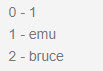 0 - 1
1 - emu
2 - bruce